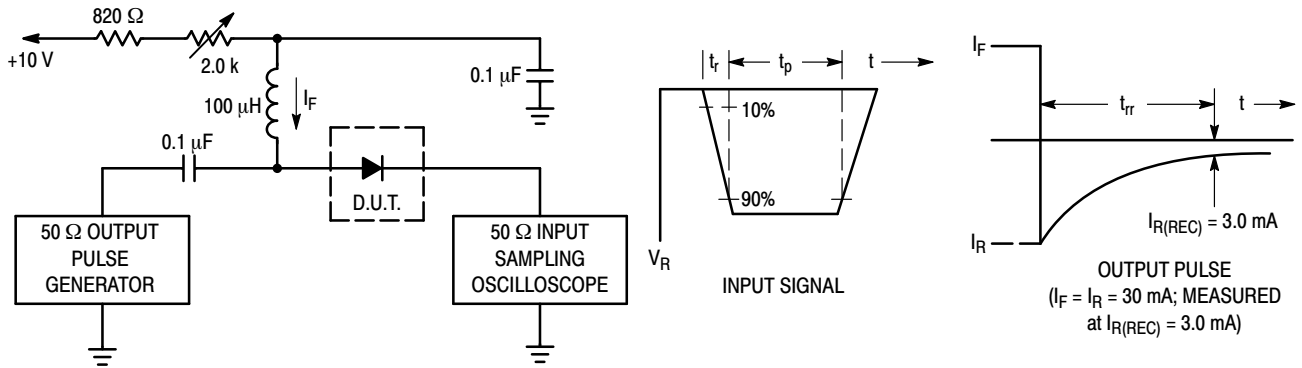 820 Ω
+10 V
2.0 k
0.1 µF
100 µH
I_F
0.1 µF
D.U.T.
50 Ω OUTPUT
PULSE
GENERATOR
50 Ω INPUT
SAMPLING
OSCILLOSCOPE
t_r
t_p
t
10%
90%
V_R
INPUT SIGNAL
I_F
t_rr
t
I_R
I_R(REC) = 3.0 mA
OUTPUT PULSE
(I_F = I_R = 30 mA; MEASURED
at I_R(REC) = 3.0 mA)